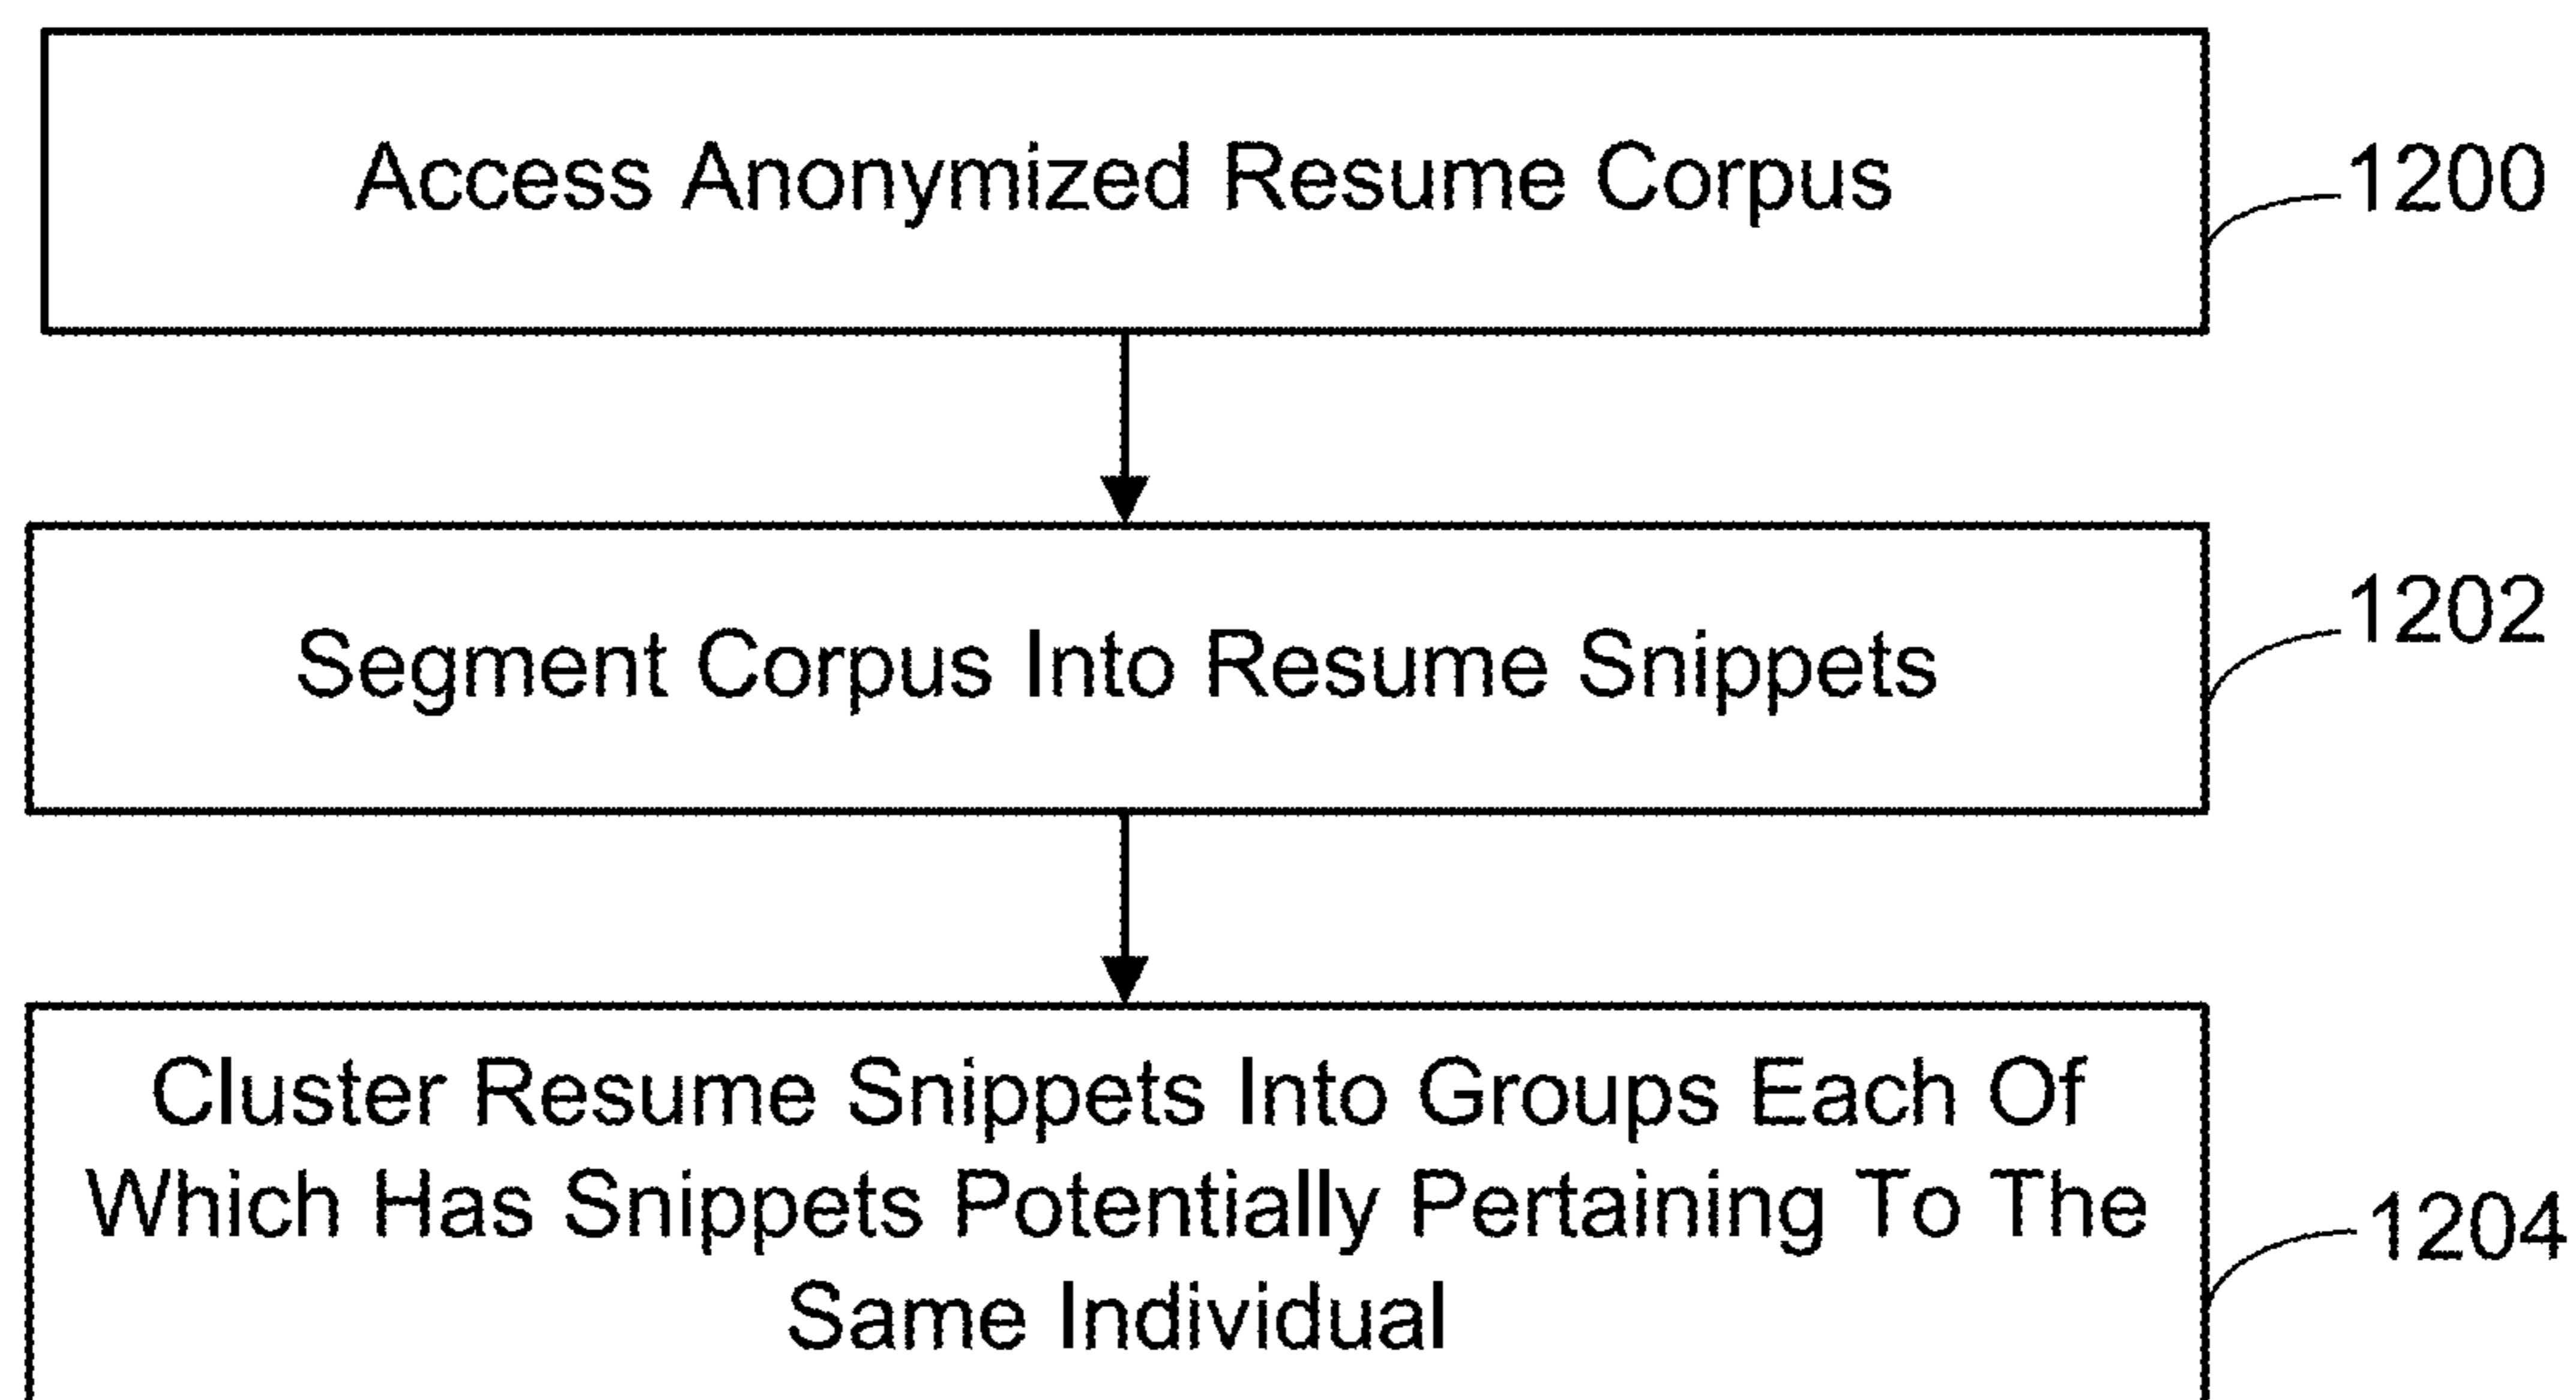 Access Anonymized Resume Corpus
1200
Segment Corpus Into Resume Snippets
1202
Cluster Resume Snippets Into Groups Each Of
Which Has Snippets Potentially Pertaining To The
Same Individual
1204